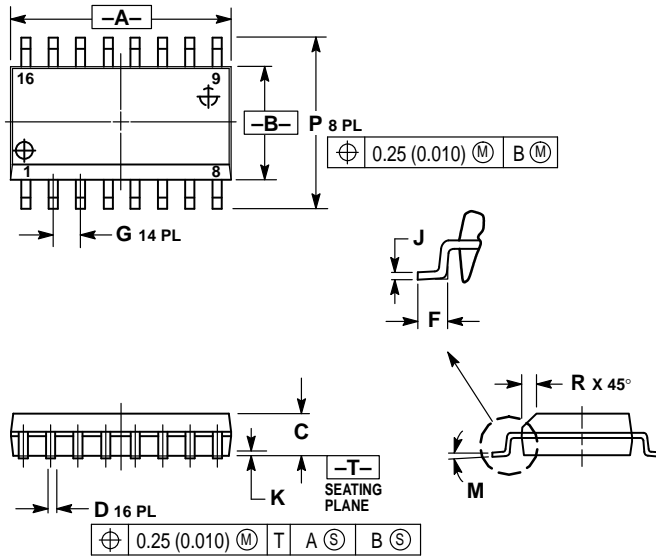 –A–
16 9
–B–
P 8 PL
⌖ 0.25 (0.010) Ⓜ B Ⓜ
1 8
G 14 PL
J
F
R X 45°
C
–T–
SEATING
PLANE
K
M
D 16 PL
⌖ 0.25 (0.010) Ⓜ T A Ⓢ B Ⓢ